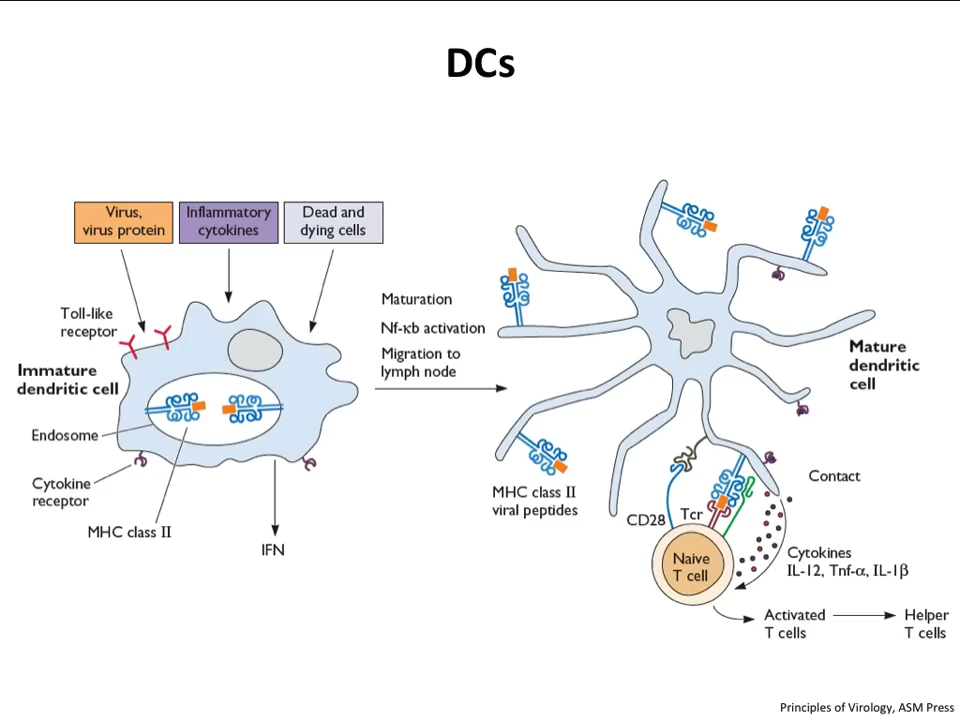 DCs
Virus,
virus protein
Inflammatory
cytokines
Dead and
dying cells
Toll-like
receptor
Immature
dendritic cell
Endosome
Cytokine
receptor
MHC class II
IFN
Maturation
Nf-κb activation
Migration to
lymph node
Mature
dendritic
cell
MHC class II
viral peptides
Contact
CD28
Tcr
Naive
T cell
Cytokines
IL-12, Tnf-α, IL-1β
Activated
T cells
Helper
T cells
Principles of Virology, ASM Press